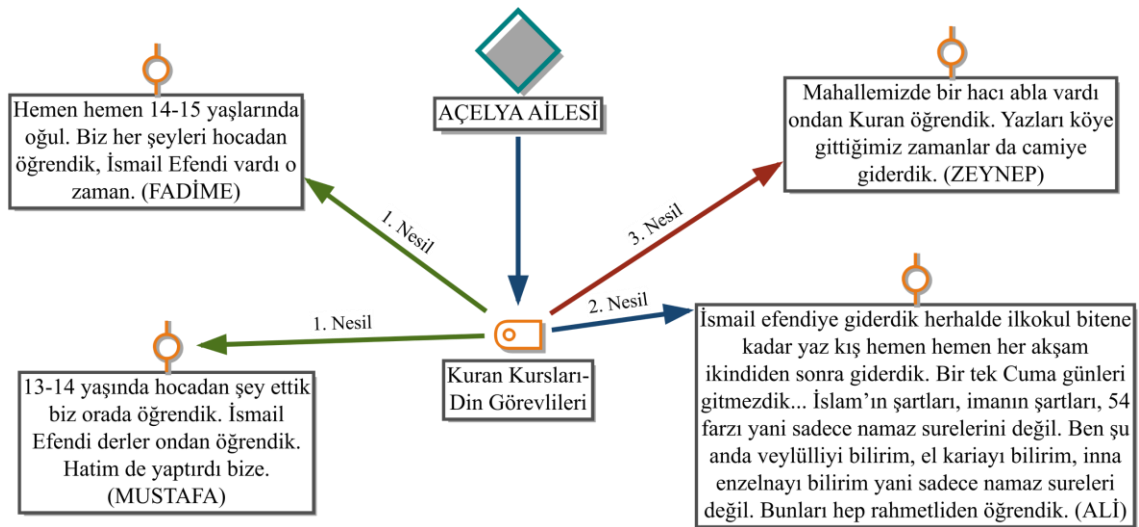 AÇELYA AİLESİ
Hemen hemen 14-15 yaşlarında
oğul. Biz her şeyleri hocadan
öğrendik, İsmail Efendi vardı o
zaman. (FADİME)
Mahallemizde bir hacı abla vardı
ondan Kuran öğrendik. Yazları köye
gittiğimiz zamanlar da camiye
giderdik. (ZEYNEP)
1. Nesil
3. Nesil
1. Nesil
2. Nesil
Kuran Kursları-
Din Görevlileri
13-14 yaşında hocadan şey ettik
biz orada öğrendik. İsmail
Efendi derler ondan öğrendik.
Hatim de yaptırdı bize.
(MUSTAFA)
İsmail efendiye giderdik herhalde ilkokul bitene
kadar yaz kış hemen hemen her akşam
ikindiden sonra giderdik. Bir tek Cuma günleri
gitmezdik... İslam’ın şartları, imanın şartları, 54
farzı yani sadece namaz surelerini değil. Ben şu
anda veylülliyi bilirim, el kariayı bilirim, inna
enzelnayı bilirim yani sadece namaz sureleri
değil. Bunları hep rahmetliden öğrendik. (ALİ)